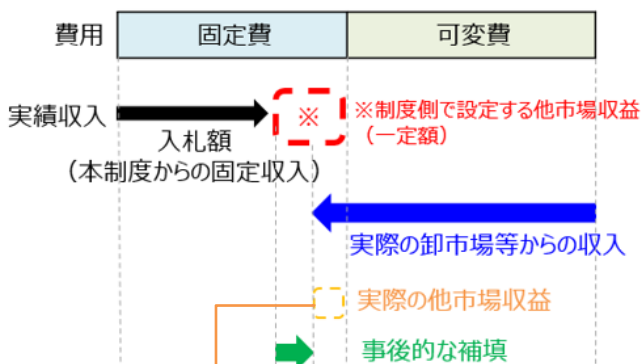 費用
固定費
可変費
実績収入
※
※制度側で設定する他市場収益
（一定額）
入札額
（本制度からの固定収入）
実際の卸市場等からの収入
実際の他市場収益
事後的な補填